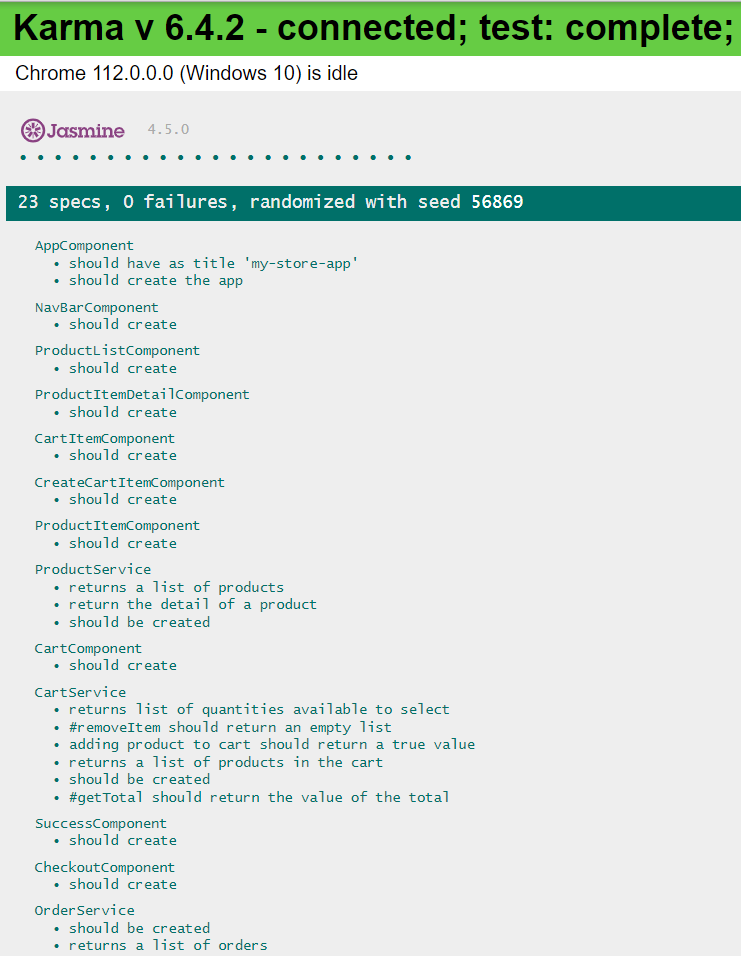 Karma v 6.4.2 - connected; test: complete;
Chrome 112.0.0.0 (Windows 10) is idle
Jasmine 4.5.0
23 specs, 0 failures, randomized with seed 56869
AppComponent
• should have as title 'my-store-app'
• should create the app
NavBarComponent
• should create
ProductListComponent
• should create
ProductItemDetailComponent
• should create
CartItemComponent
• should create
CreateCartItemComponent
• should create
ProductItemComponent
• should create
ProductService
• returns a list of products
• return the detail of a product
• should be created
CartComponent
• should create
CartService
• returns list of quantities available to select
• #removeItem should return an empty list
• adding product to cart should return a true value
• returns a list of products in the cart
• should be created
• #getTotal should return the value of the total
SuccessComponent
• should create
CheckoutComponent
• should create
OrderService
• should be created
• returns a list of orders